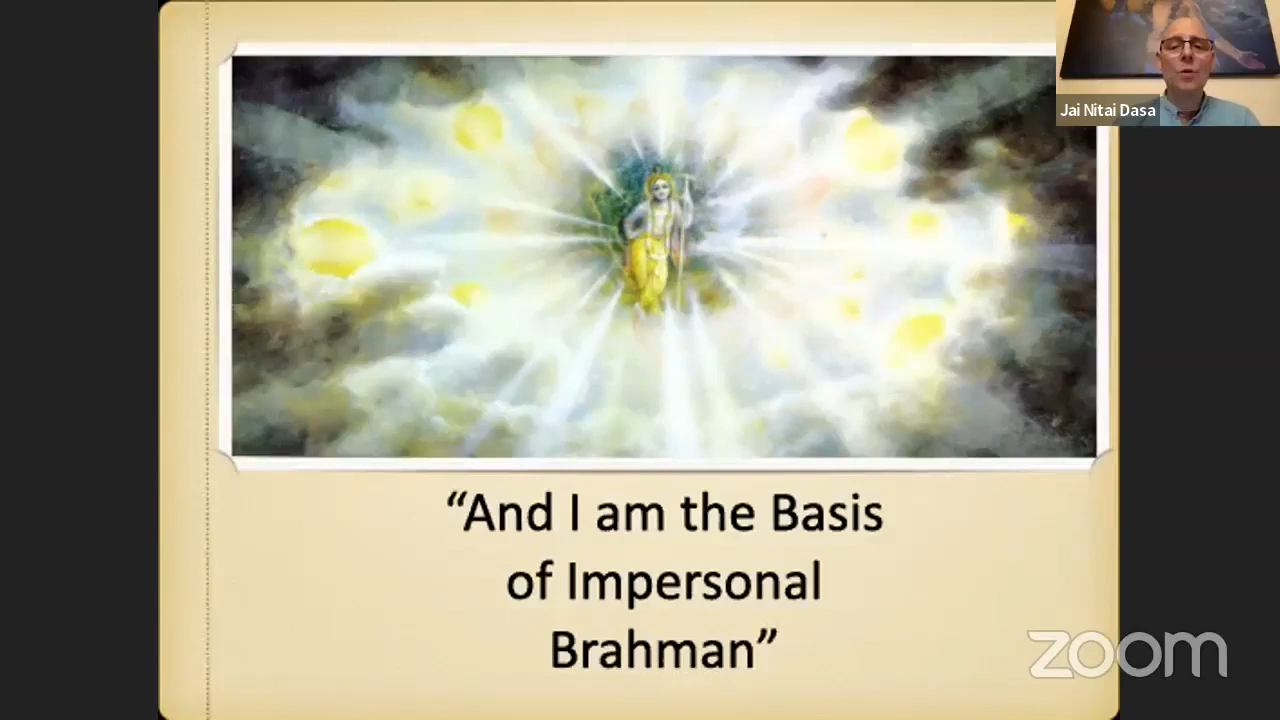 Jai Nitai Dasa
“And I am the Basis
of Impersonal
Brahman”
zoom